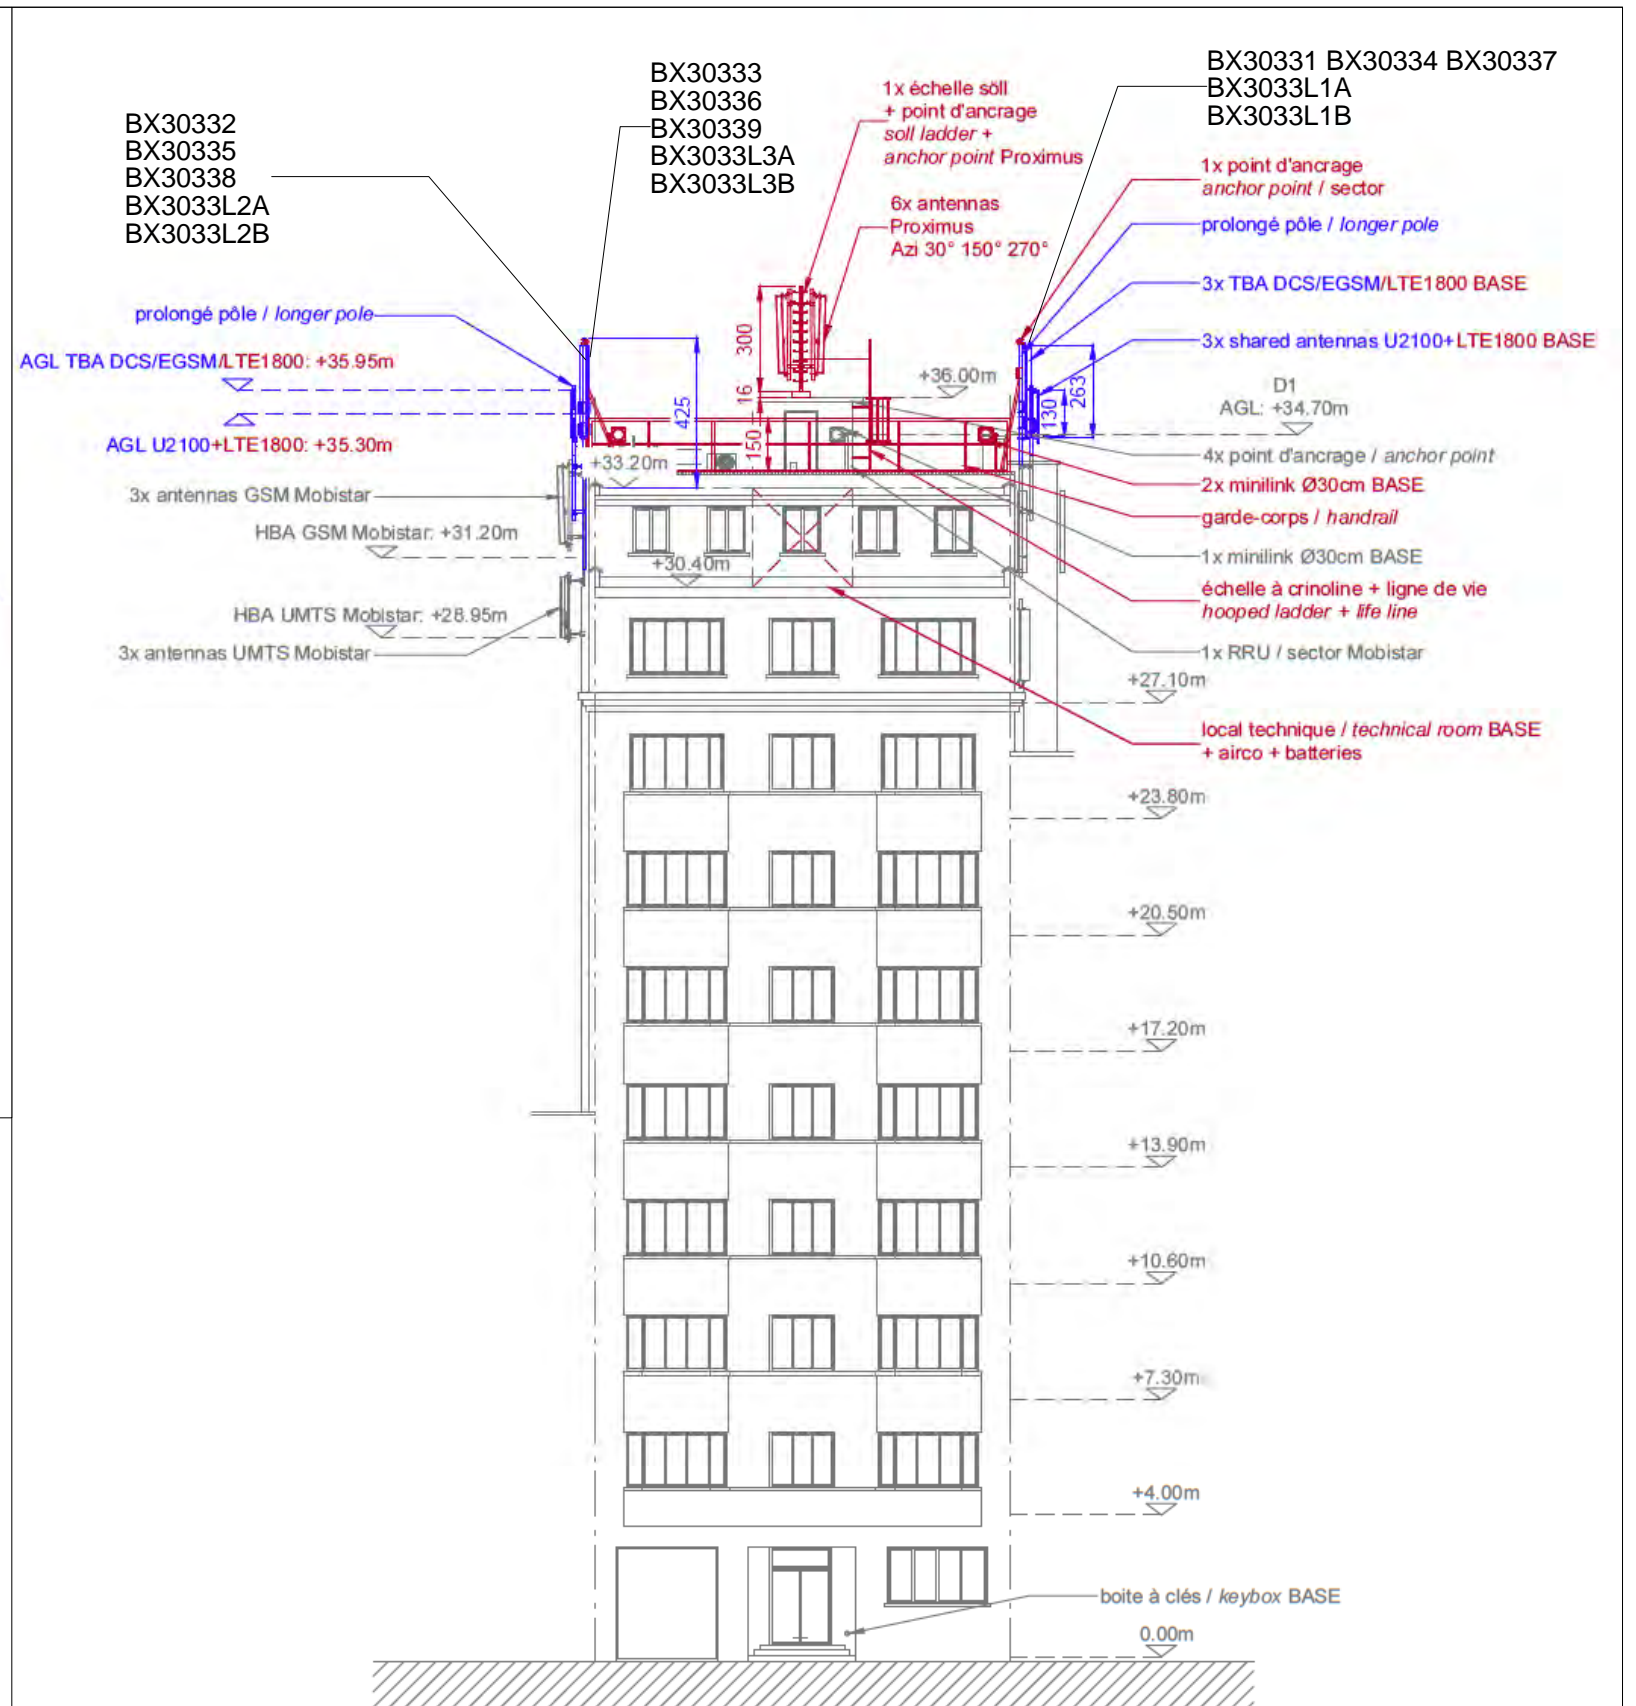 BX30332
BX30335
BX30338
BX3033L2A
BX3033L2B
BX30333
BX30336
BX30339
BX3033L3A
BX3033L3B
1x échelle söll
+ point d'ancrage
soll ladder +
anchor point Proximus
6x antennas
Proximus
Azi 30° 150° 270°
BX30331 BX30334 BX30337
BX3033L1A
BX3033L1B
1x point d'ancrage
anchor point / sector
prolongé pôle / longer pole
3x TBA DCS/EGSM/LTE1800 BASE
3x shared antennas U2100+LTE1800 BASE
D1
AGL: +34.70m
4x point d'ancrage / anchor point
2x minilink Ø30cm BASE
garde-corps / handrail
1x minilink Ø30cm BASE
échelle à crinoline + ligne de vie
hooped ladder + life line
1x RRU / sector Mobistar
local technique / technical room BASE
+ airco + batteries
prolongé pôle / longer pole
AGL TBA DCS/EGSM/LTE1800: +35.95m
AGL U2100+LTE1800: +35.30m
3x antennas GSM Mobistar
HBA GSM Mobistar: +31.20m
HBA UMTS Mobistar: +28.95m
3x antennas UMTS Mobistar
300
16
425
150
130
263
+36.00m
+33.20m
+30.40m
+27.10m
+23.80m
+20.50m
+17.20m
+13.90m
+10.60m
+7.30m
+4.00m
boite à clés / keybox BASE
0.00m